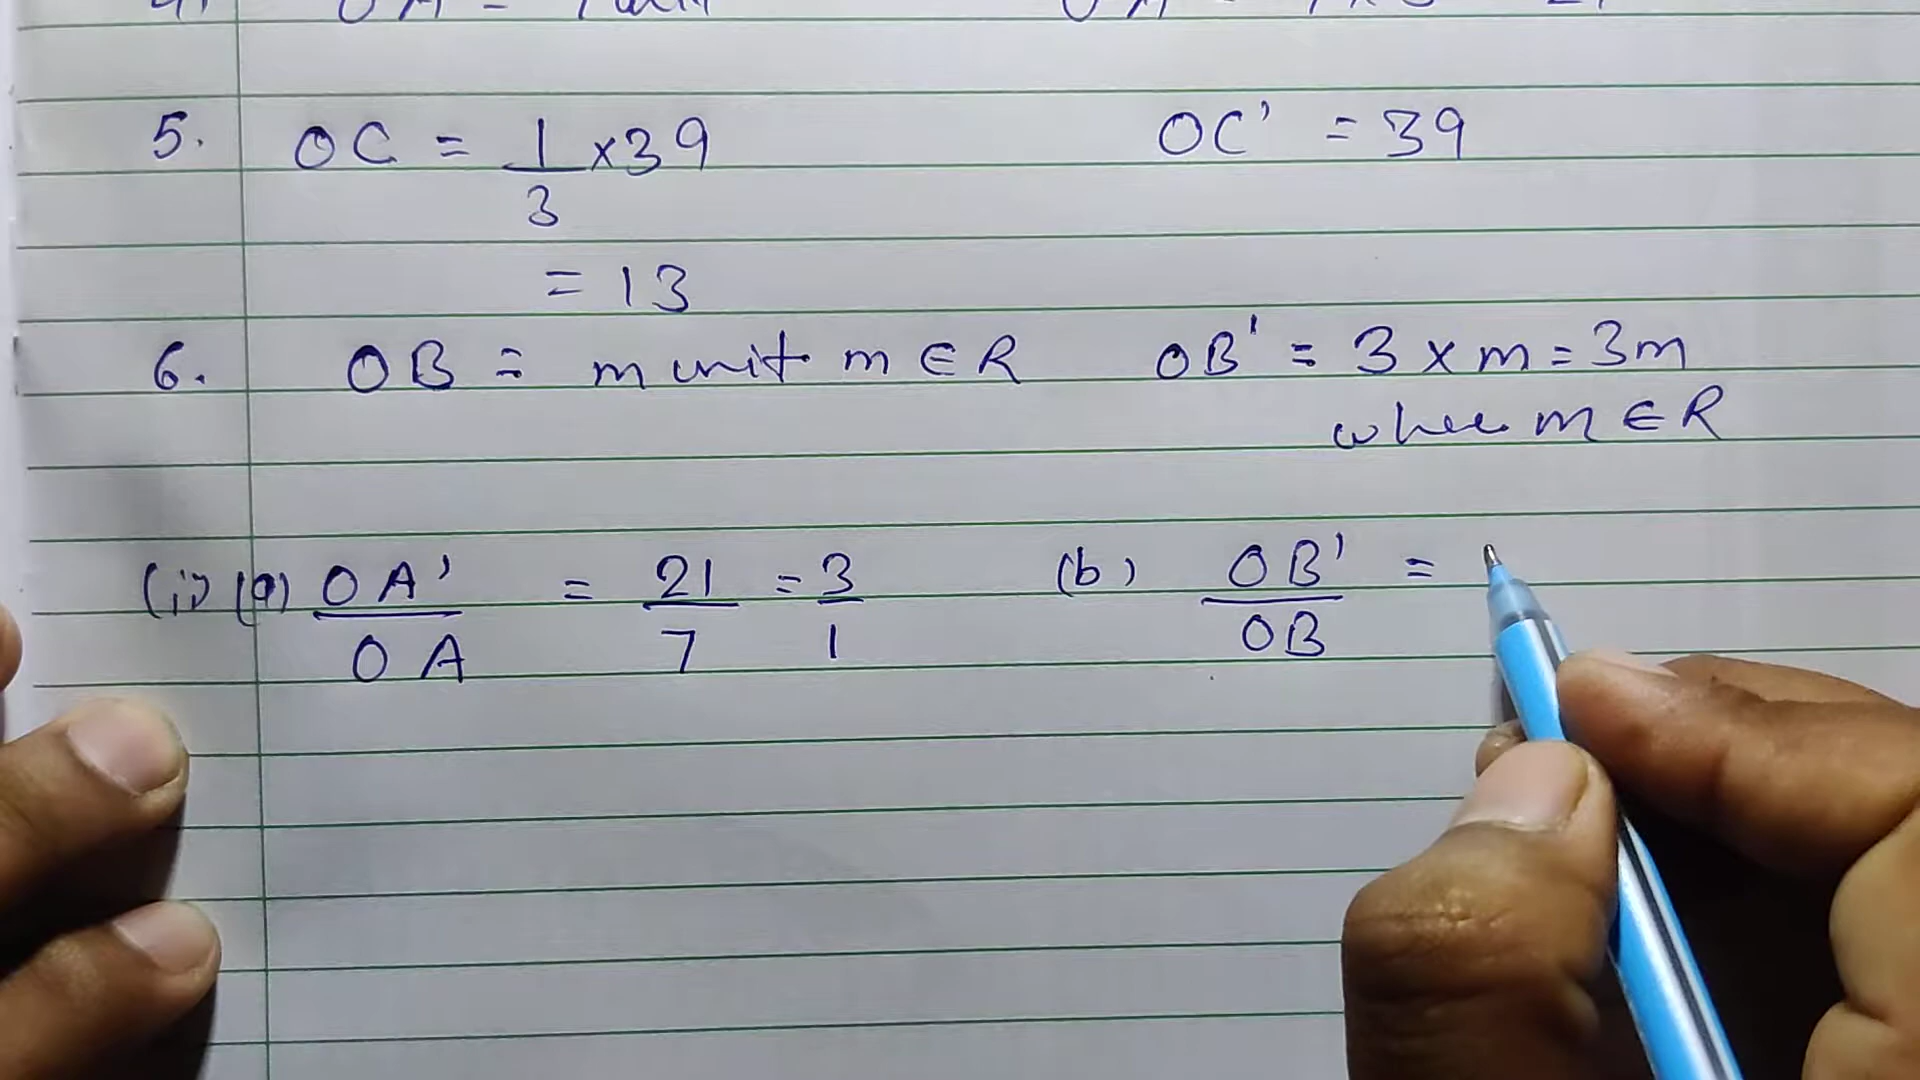 5. OC = 1/3 × 39 OC' = 39
= 13
6. OB = m unit m ∈ R OB' = 3 × m = 3m
where m ∈ R
(i) (a) OA'/OA = 21/7 = 3/1 (b) OB'/OB =